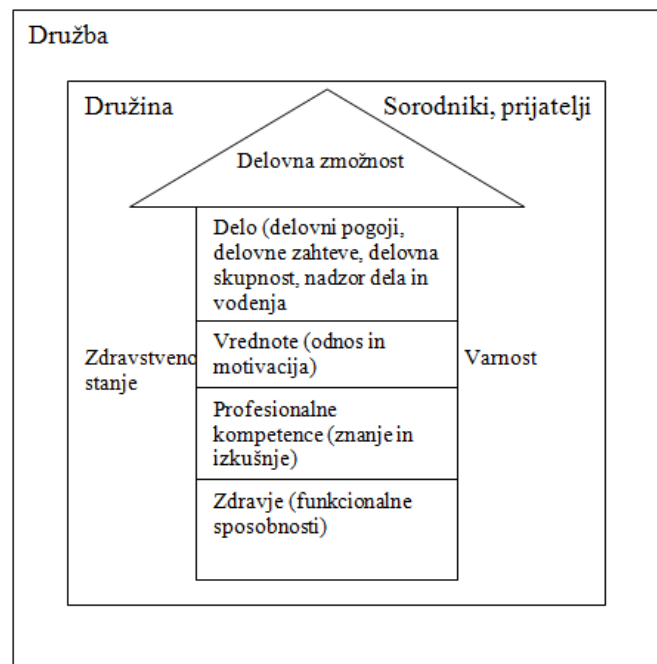 Družba
Družina
Sorodniki, prijatelji
Delovna zmožnost
Delo (delovni pogoji,
delovne zahteve, delovna
skupnost, nadzor dela in
vodenja
Vrednote (odnos in
motivacija)
Zdravstveno
stanje
Varnost
Profesionalne
kompetence (znanje in
izkušnje)
Zdravje (funkcionalne
sposobnosti)